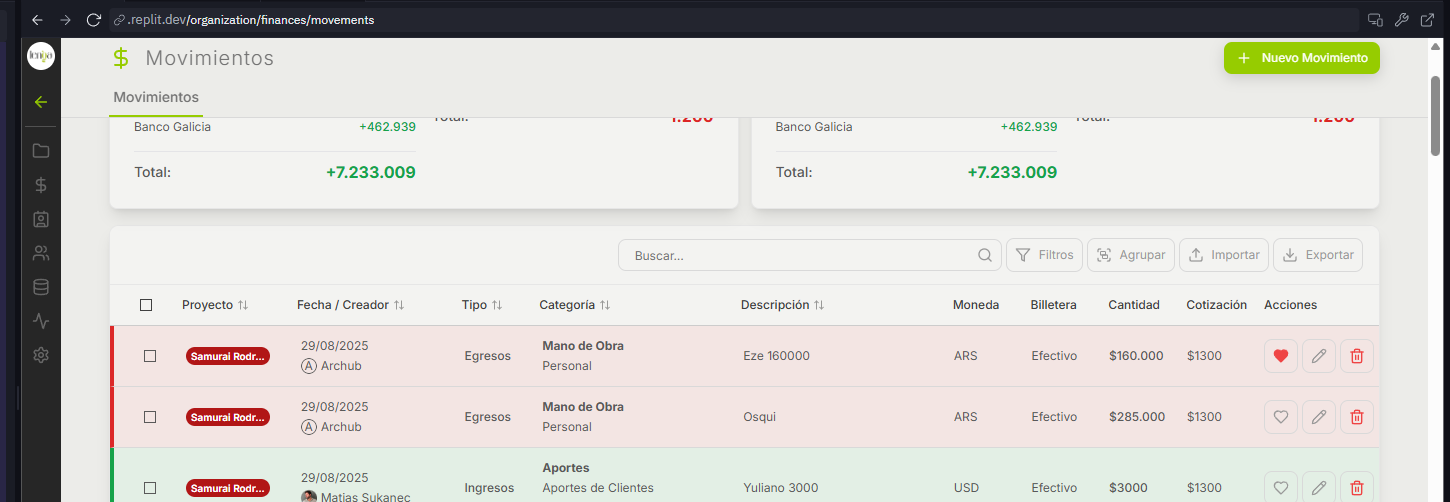 .replit.dev/organization/finances/movements
Movimientos
+ Nuevo Movimiento
Movimientos
Banco Galicia +462.939 Total: 1.200
Total: +7.233.009
Banco Galicia +462.939 Total: 1.200
Total: +7.233.009
Buscar... Filtros Agrupar Importar Exportar
Proyecto Fecha / Creador Tipo Categoría Descripción Moneda Billetera Cantidad Cotización Acciones
Samurai Rodr... 29/08/2025 Egresos Mano de Obra Eze 160000 ARS Efectivo $160.000 $1300
A Archub Personal
Samurai Rodr... 29/08/2025 Egresos Mano de Obra Osqui ARS Efectivo $285.000 $1300
A Archub Personal
Samurai Rodr... 29/08/2025 Ingresos Aportes Yuliano 3000 USD Efectivo $3000 $1300
Matias Sukanec Aportes de Clientes